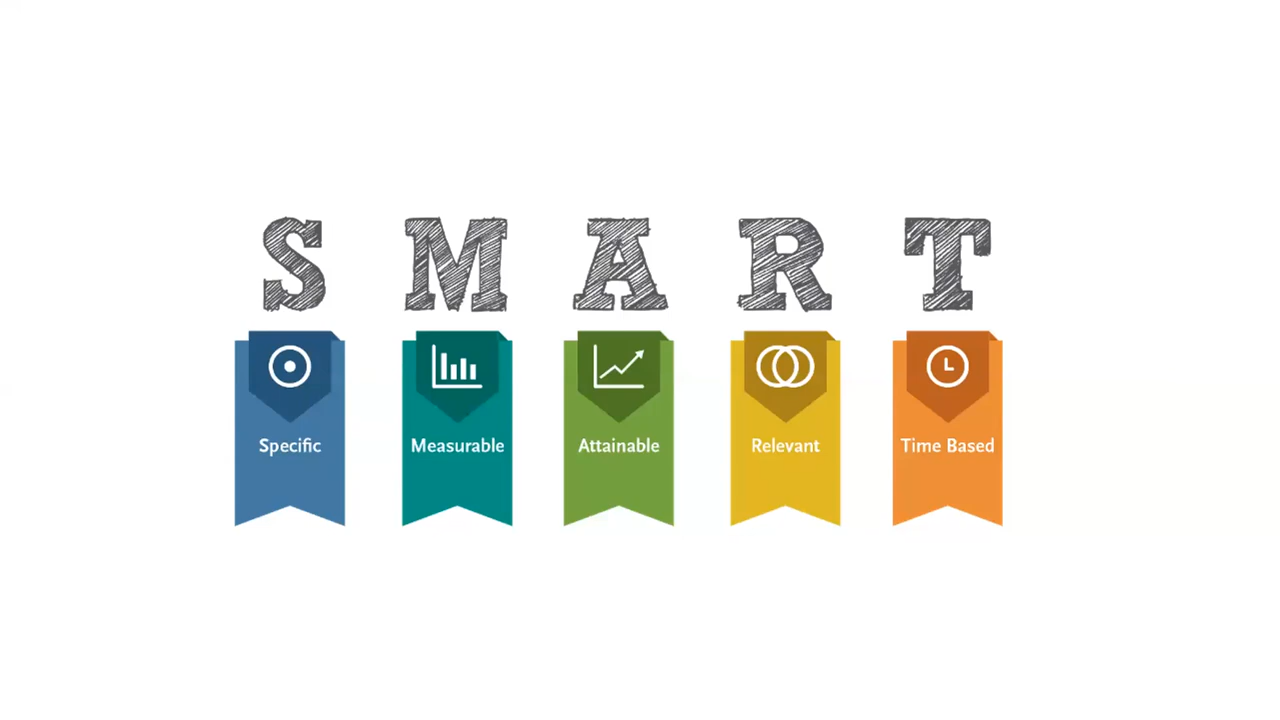 S M A R T
Specific
Measurable
Attainable
Relevant
Time Based